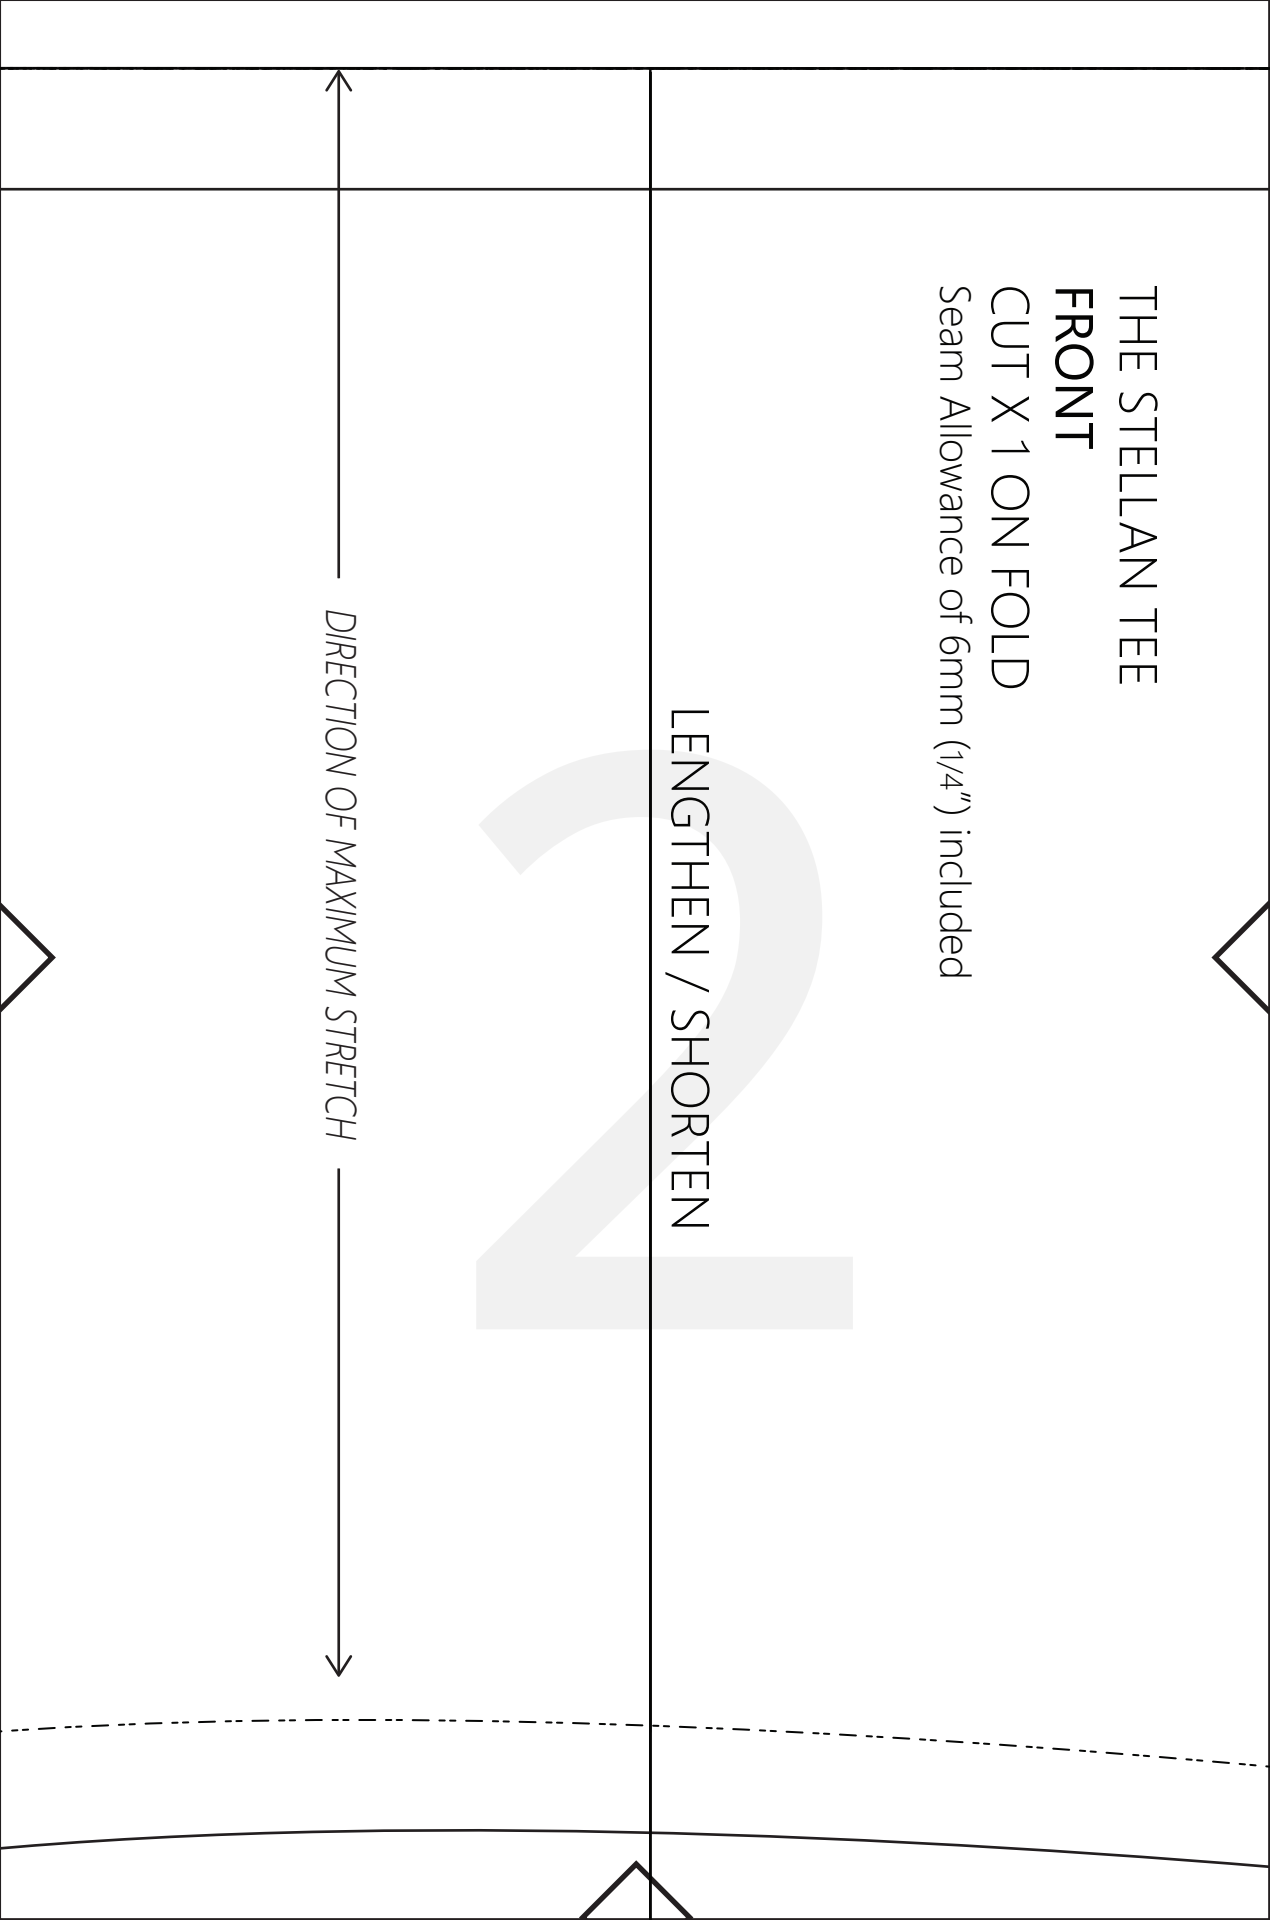 THE STELLAN TEE
FRONT
CUT X 1 ON FOLD
Seam Allowance of 6mm (1/4”) included
LENGTHEN / SHORTEN
2
DIRECTION OF MAXIMUM STRETCH